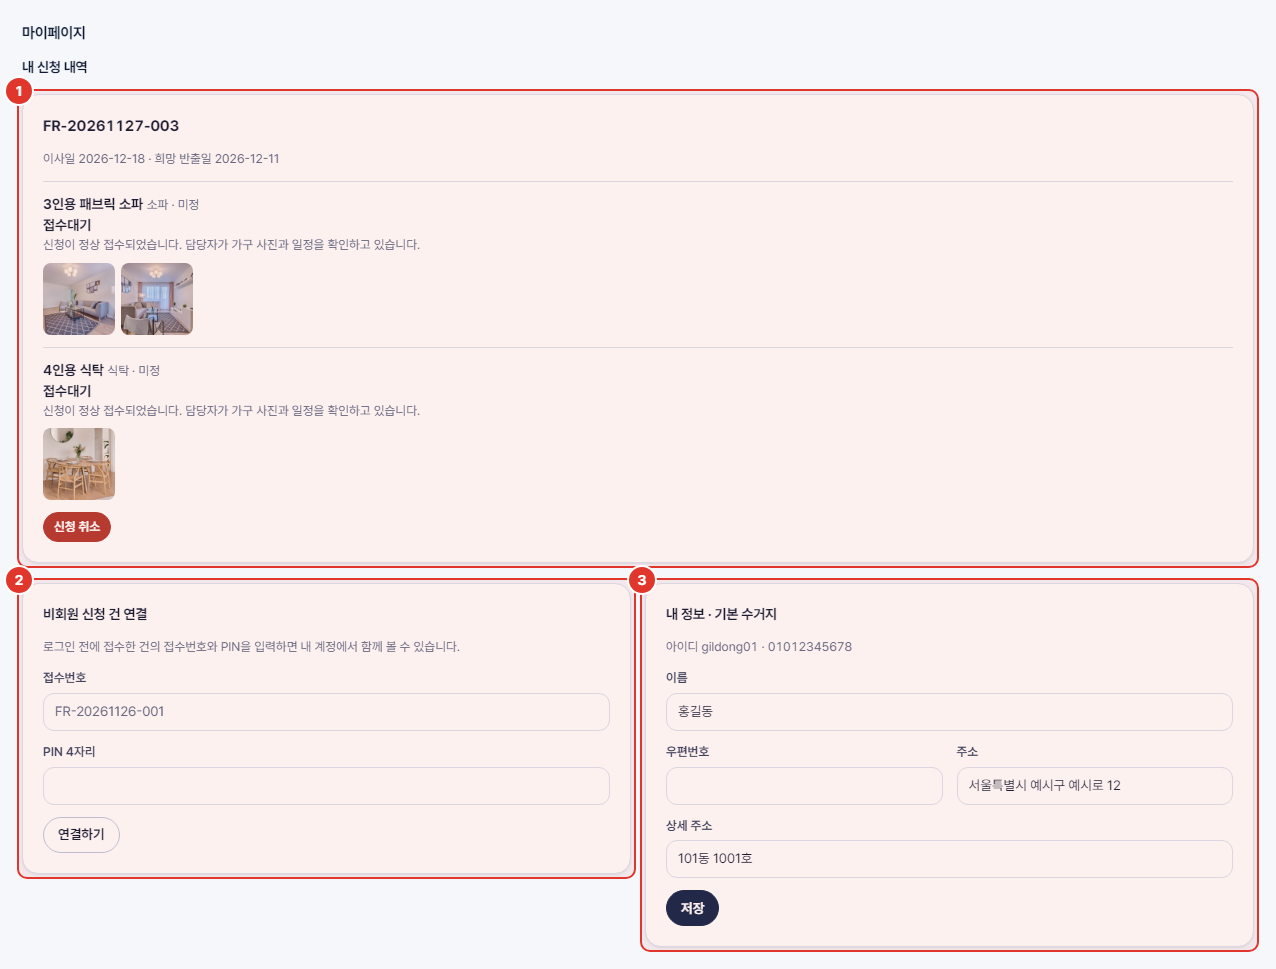 마이페이지
내 신청 내역
1
FR-20261127-003
이사일 2026-12-18 · 희망 반출일 2026-12-11
3인용 패브릭 소파 소파 · 미정
접수대기
신청이 정상 접수되었습니다. 담당자가 가구 사진과 일정을 확인하고 있습니다.
4인용 식탁 식탁 · 미정
접수대기
신청이 정상 접수되었습니다. 담당자가 가구 사진과 일정을 확인하고 있습니다.
신청 취소
2
비회원 신청 건 연결
로그인 전에 접수한 건의 접수번호와 PIN을 입력하면 내 계정에서 함께 볼 수 있습니다.
접수번호
FR-20261126-001
PIN 4자리
연결하기
3
내 정보 · 기본 수거지
아이디 gildong01 · 01012345678
이름
홍길동
우편번호
주소
서울특별시 예시구 예시로 12
상세 주소
101동 1001호
저장